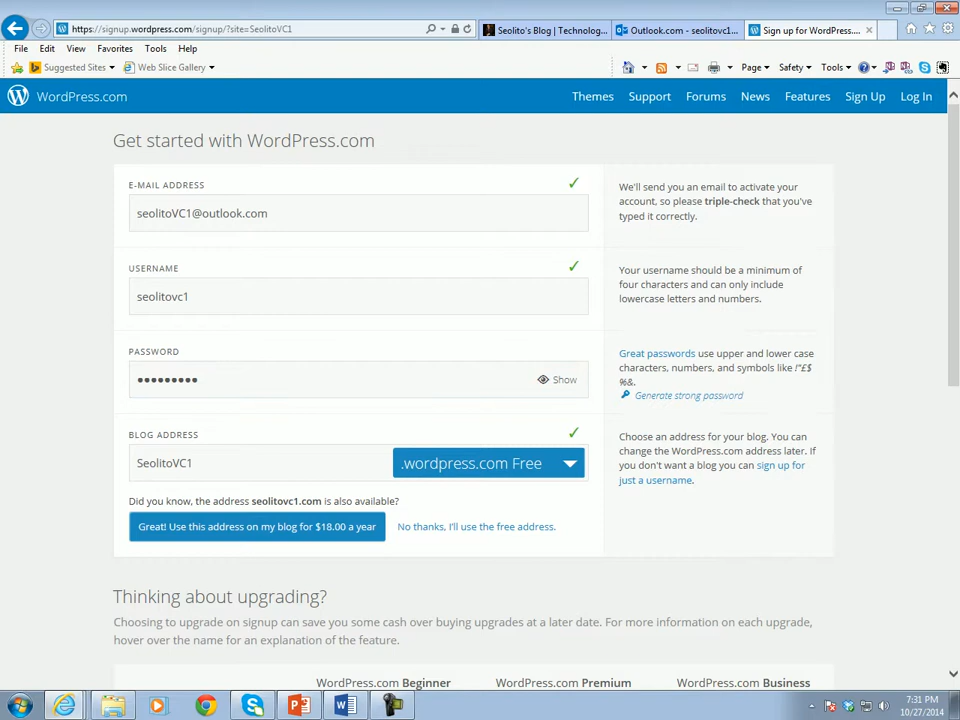 https://signup.wordpress.com/signup/?site=SeolitoVC1
Seolito's Blog | Technolog...
Outlook.com - seolitovc1...
Sign up for WordPress....
File Edit View Favorites Tools Help
Suggested Sites
Web Slice Gallery
Page Safety Tools
WordPress.com
Themes Support Forums News Features Sign Up Log In
Get started with WordPress.com
E-MAIL ADDRESS
seolitoVC1@outlook.com
We'll send you an email to activate your
account, so please triple-check that you've
typed it correctly.
USERNAME
seolitovc1
Your username should be a minimum of
four characters and can only include
lowercase letters and numbers.
PASSWORD
•••••••••
Show
Great passwords use upper and lower case
characters, numbers, and symbols like !"£$
%&.
Generate strong password
BLOG ADDRESS
SeolitoVC1
.wordpress.com Free
Choose an address for your blog. You can
change the WordPress.com address later. If
you don't want a blog you can sign up for
just a username.
Did you know, the address seolitovc1.com is also available?
Great! Use this address on my blog for $18.00 a year
No thanks, I'll use the free address.
Thinking about upgrading?
Choosing to upgrade on signup can save you some cash over buying upgrades at a later date. For more information on each upgrade,
hover over the name for an explanation of the feature.
WordPress.com Beginner
WordPress.com Premium
WordPress.com Business
7:31 PM
10/27/2014